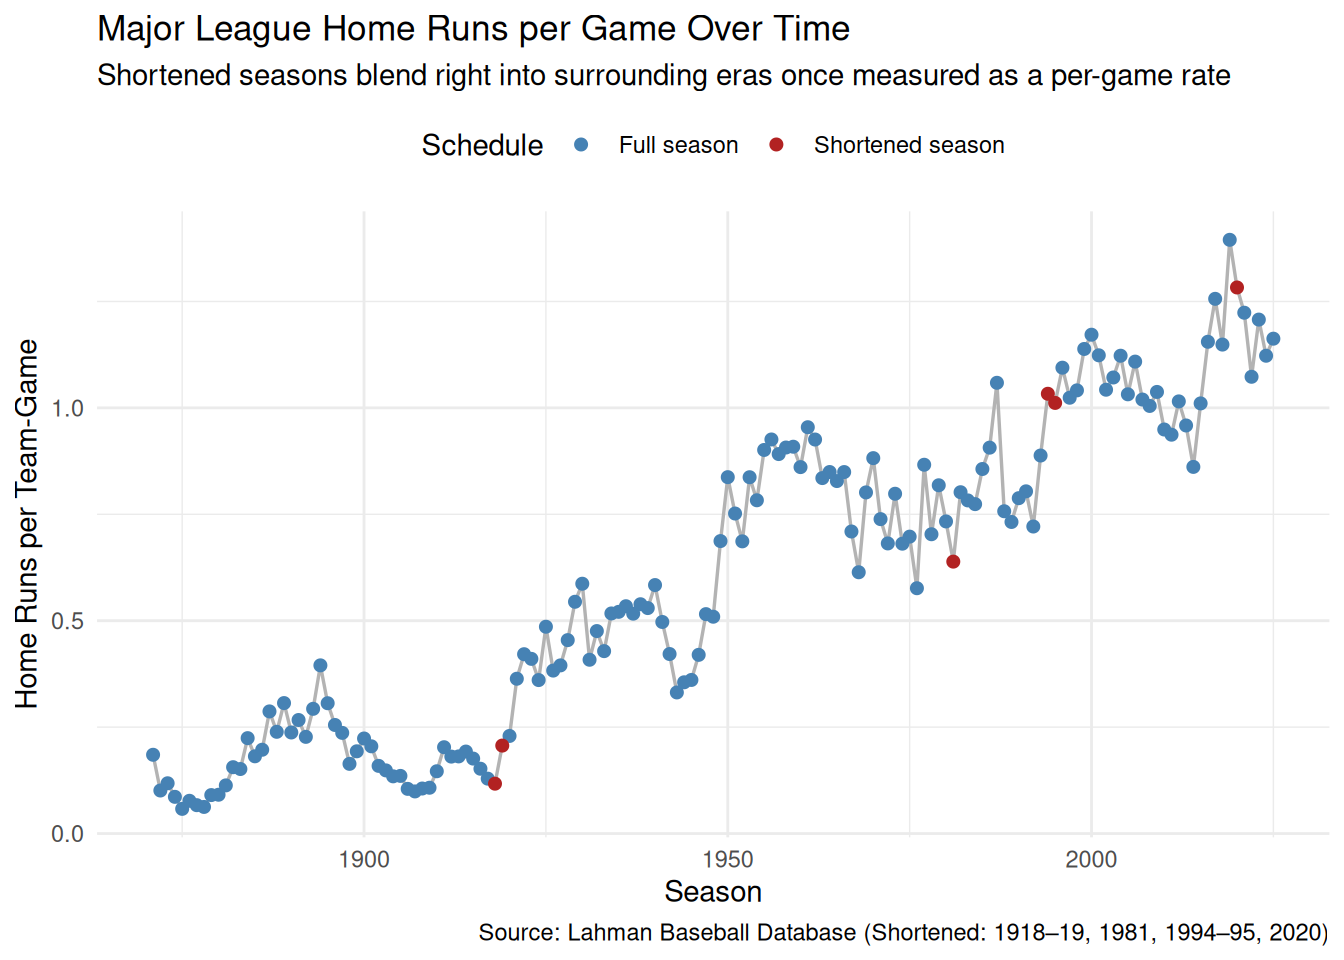 Major League Home Runs per Game Over Time
Shortened seasons blend right into surrounding eras once measured as a per-game rate
Schedule Full season Shortened season
Home Runs per Team-Game
1.0
0.5
0.0
1900 1950 2000
Season
Source: Lahman Baseball Database (Shortened: 1918–19, 1981, 1994–95, 2020)